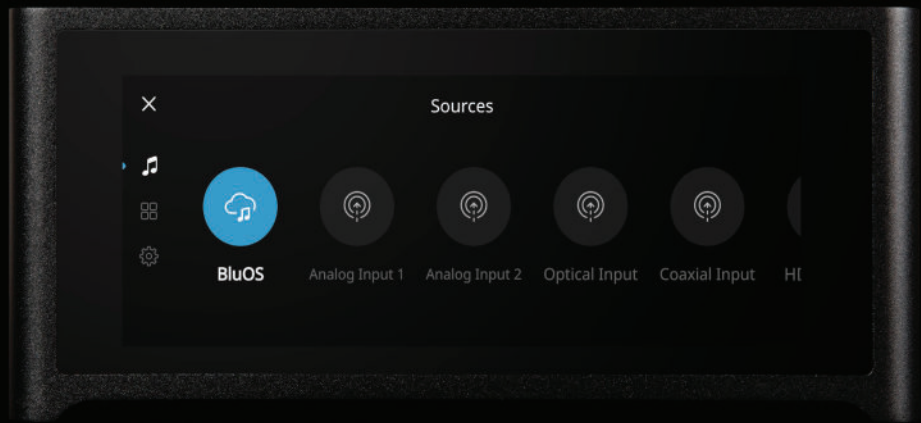 Sources
BluOS
Analog Input 1
Analog Input 2
Optical Input
Coaxial Input